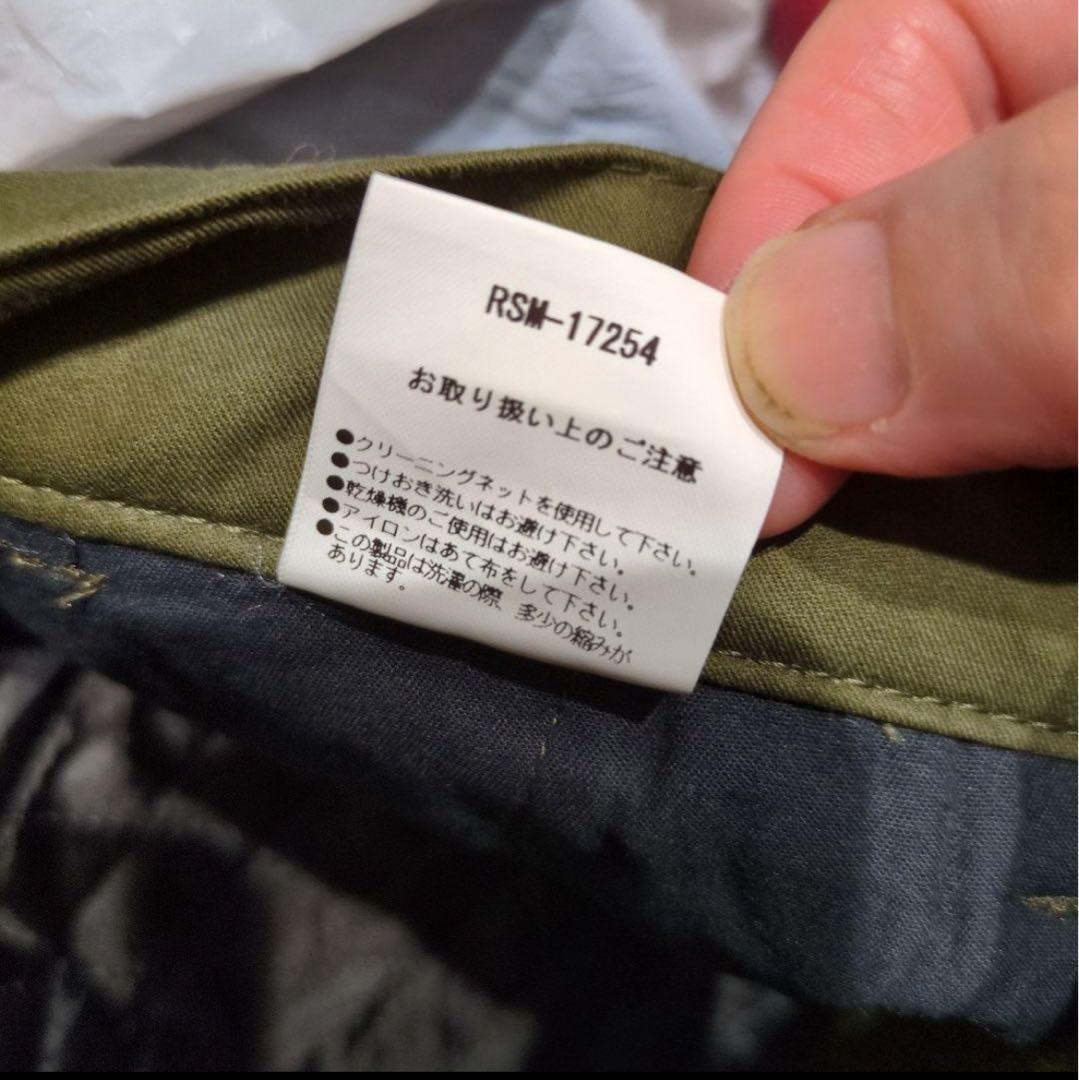 RSM-17254
お取り扱い上のご注意
●クリーニングネットを使用して下さい。
●つけおき洗いはお避け下さい。
●乾燥機のご使用はお避け下さい。
●アイロンはあて布をして下さい。
●この製品は洗濯の際、多少の縮みが
あります。